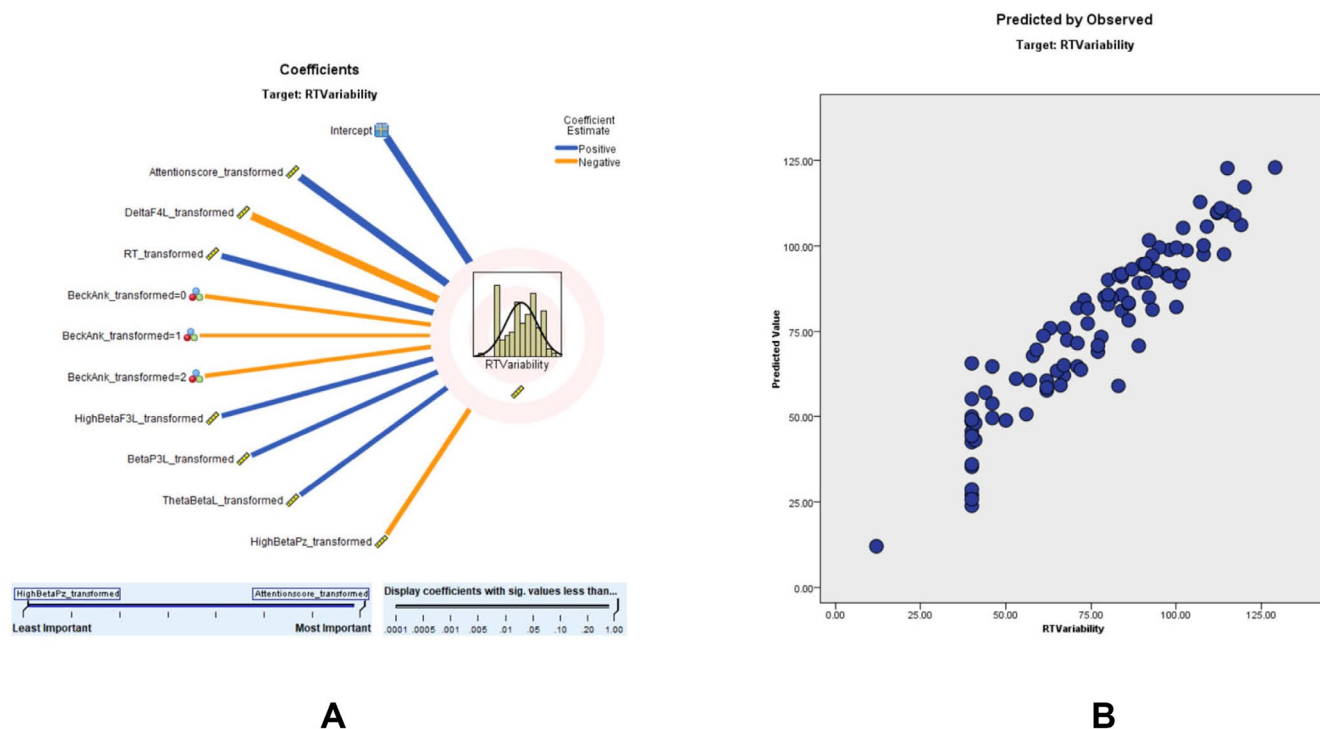 Coefficients
Target: RTVariability
Coefficient
Estimate
Positive
Negative
Intercept
Attentionscore_transformed
DeltaF4L_transformed
RT_transformed
BeckAnk_transformed=0
BeckAnk_transformed=1
BeckAnk_transformed=2
HighBetaF3L_transformed
BetaP3L_transformed
ThetaBetaL_transformed
HighBetaPz_transformed
RTVariability
HighBetaPz_transformed Attentionscore_transformed
Least Important Most Important
Display coefficients with sig. values less than...
.0001 .0005 .001 .005 .01 .05 .10 .20 1.00
A
Predicted by Observed
Target: RTVariability
Predicted Value
125.00
100.00
75.00
50.00
25.00
0.00
0.00 25.00 50.00 75.00 100.00 125.00
RTVariability
B